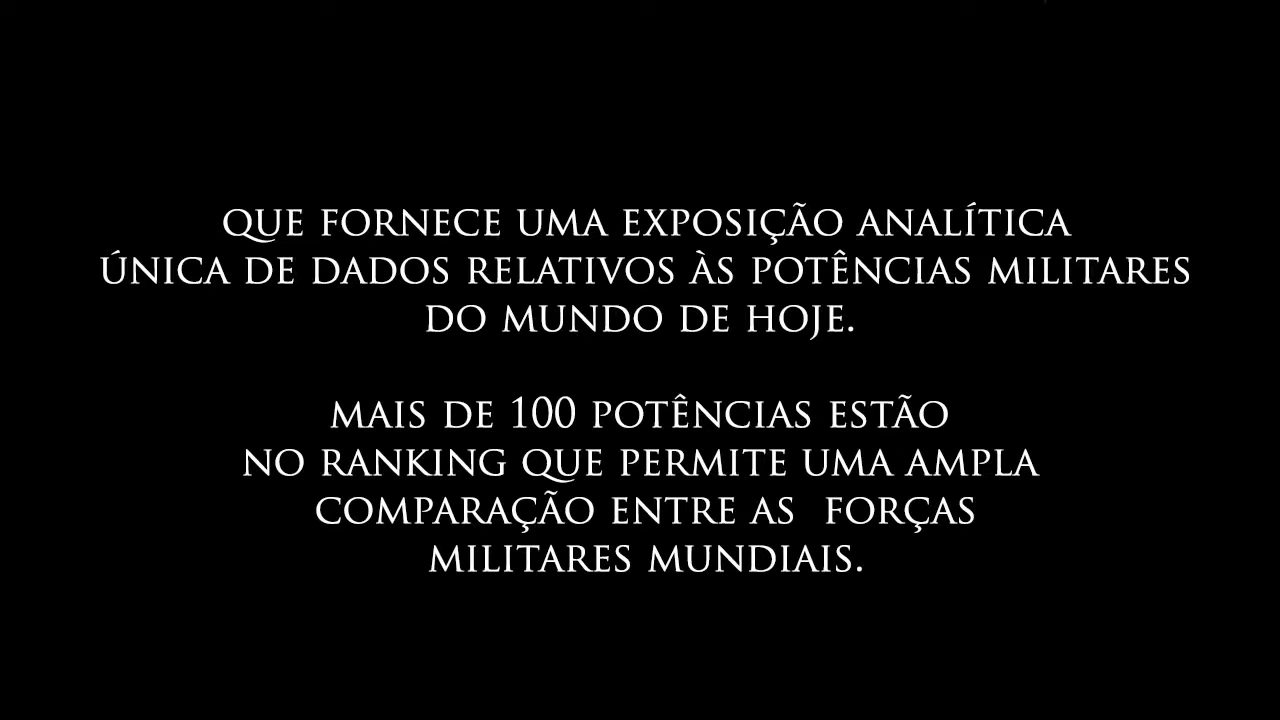 QUE FORNECE UMA EXPOSIÇÃO ANALÍTICA
ÚNICA DE DADOS RELATIVOS ÀS POTÊNCIAS MILITARES
DO MUNDO DE HOJE.
MAIS DE 100 POTÊNCIAS ESTÃO
NO RANKING QUE PERMITE UMA AMPLA
COMPARAÇÃO ENTRE AS FORÇAS
MILITARES MUNDIAIS.